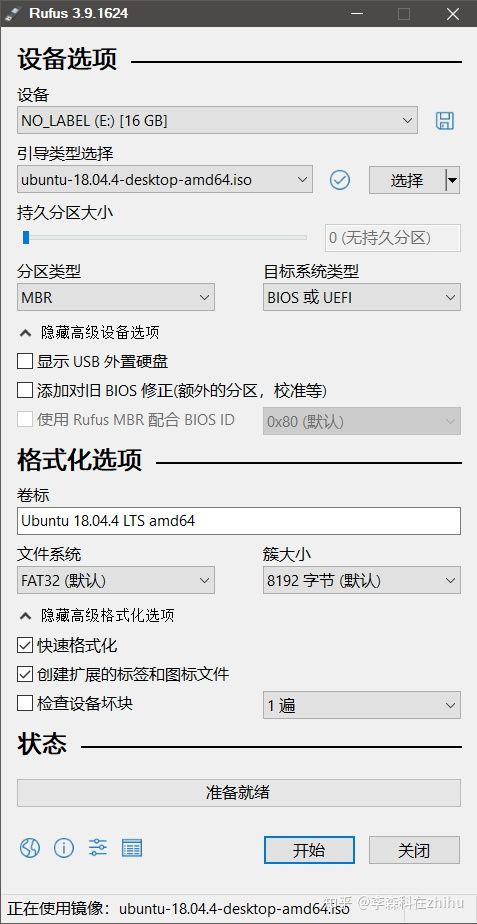 Rufus 3.9.1624
设备选项
设备
NO_LABEL (E:) [16 GB]
引导类型选择
ubuntu-18.04.4-desktop-amd64.iso
选择
持久分区大小
0 (无持久分区)
分区类型
目标系统类型
MBR
BIOS 或 UEFI
隐藏高级设备选项
显示 USB 外置硬盘
添加对旧 BIOS 修正(额外的分区，校准等)
使用 Rufus MBR 配合 BIOS ID
0x80 (默认)
格式化选项
卷标
Ubuntu 18.04.4 LTS amd64
文件系统
簇大小
FAT32 (默认)
8192 字节 (默认)
隐藏高级格式化选项
快速格式化
创建扩展的标签和图标文件
检查设备坏块
1 遍
状态
准备就绪
开始
关闭
正在使用镜像：ubuntu-18.04.4-desktop-amd64.iso
知乎 @李森科在zhihu